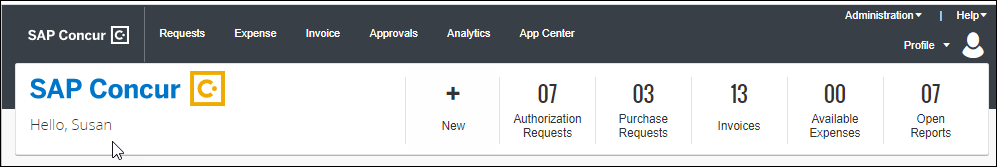 Administration | Help
SAP Concur Requests Expense Invoice Approvals Analytics App Center
Profile
SAP Concur
Hello, Susan
+ 07 03 13 00 07
New Authorization Requests Purchase Requests Invoices Available Expenses Open Reports